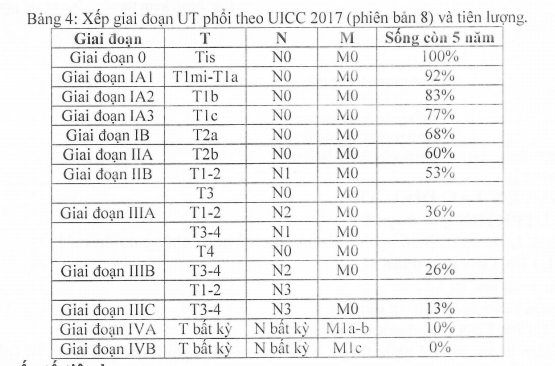 Bảng 4: Xếp giai đoạn UT phổi theo UICC 2017 (phiên bản 8) và tiên lượng.
Giai đoạn T N M Sống còn 5 năm
Giai đoạn 0 Tis N0 M0 100%
Giai đoạn IA1 T1mi-T1a N0 M0 92%
Giai đoạn IA2 T1b N0 M0 83%
Giai đoạn IA3 T1c N0 M0 77%
Giai đoạn IB T2a N0 M0 68%
Giai đoạn IIA T2b N0 M0 60%
Giai đoạn IIB T1-2 N1 M0 53%
T3 N0 M0
Giai đoạn IIIA T1-2 N2 M0 36%
T3-4 N1 M0
T4 N0 M0
Giai đoạn IIIB T3-4 N2 M0 26%
T1-2 N3
Giai đoạn IIIC T3-4 N3 M0 13%
Giai đoạn IVA T bất kỳ N bất kỳ M1a-b 10%
Giai đoạn IVB T bất kỳ N bất kỳ M1c 0%